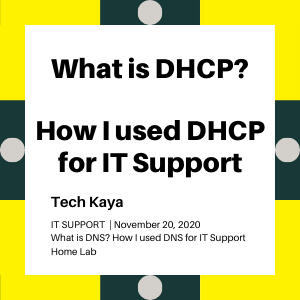 What is DHCP?
How I used DHCP
for IT Support
Tech Kaya
IT SUPPORT | November 20, 2020
What is DNS? How I used DNS for IT Support
Home Lab